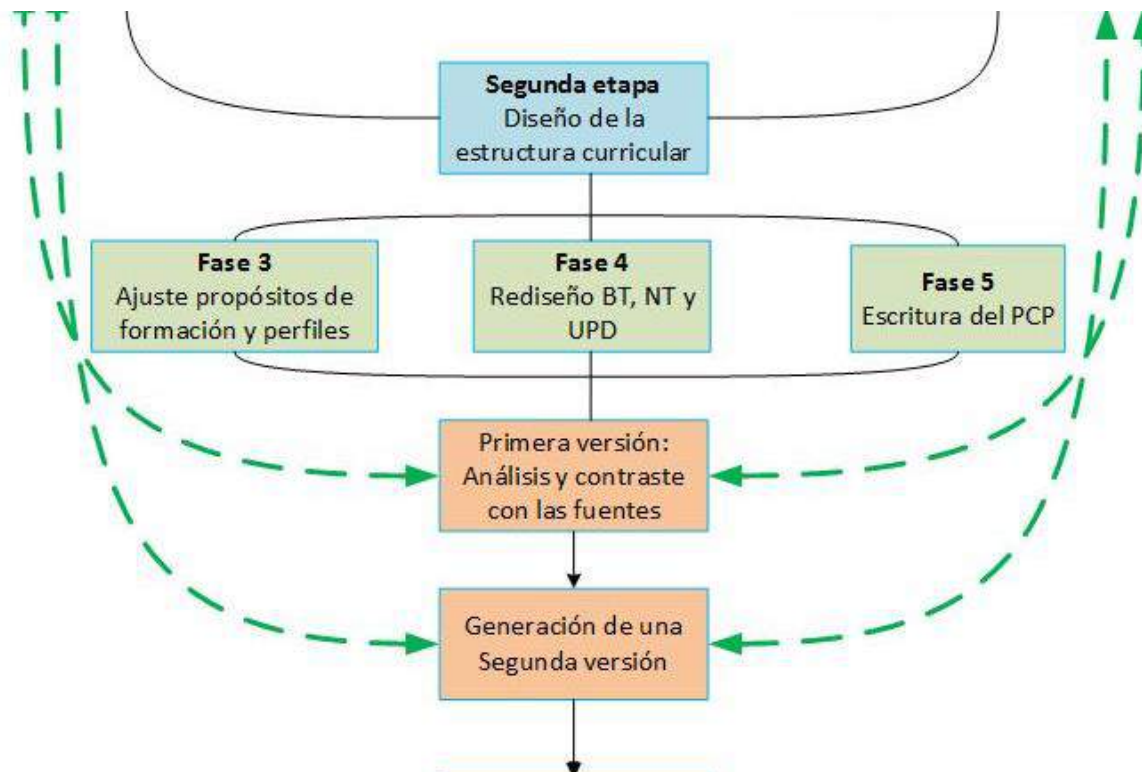 Segunda etapa
Diseño de la
estructura curricular
Fase 3
Ajuste propósitos de
formación y perfiles
Fase 4
Rediseño BT, NT y
UPD
Fase 5
Escritura del PCP
Primera versión:
Análisis y contraste
con las fuentes
Generación de una
Segunda versión